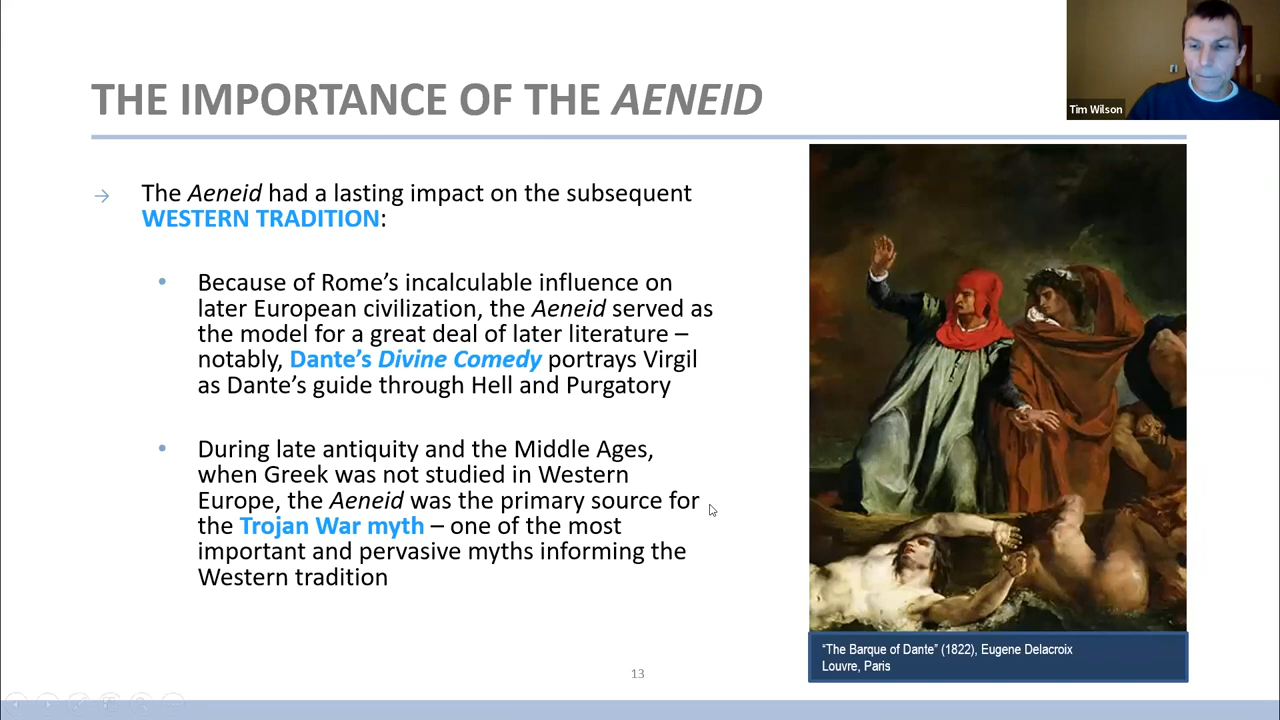 THE IMPORTANCE OF THE AENEID
Tim Wilson
The Aeneid had a lasting impact on the subsequent
WESTERN TRADITION:
Because of Rome’s incalculable influence on
later European civilization, the Aeneid served as
the model for a great deal of later literature –
notably, Dante’s Divine Comedy portrays Virgil
as Dante’s guide through Hell and Purgatory
During late antiquity and the Middle Ages,
when Greek was not studied in Western
Europe, the Aeneid was the primary source for
the Trojan War myth – one of the most
important and pervasive myths informing the
Western tradition
“The Barque of Dante” (1822), Eugene Delacroix
Louvre, Paris
13